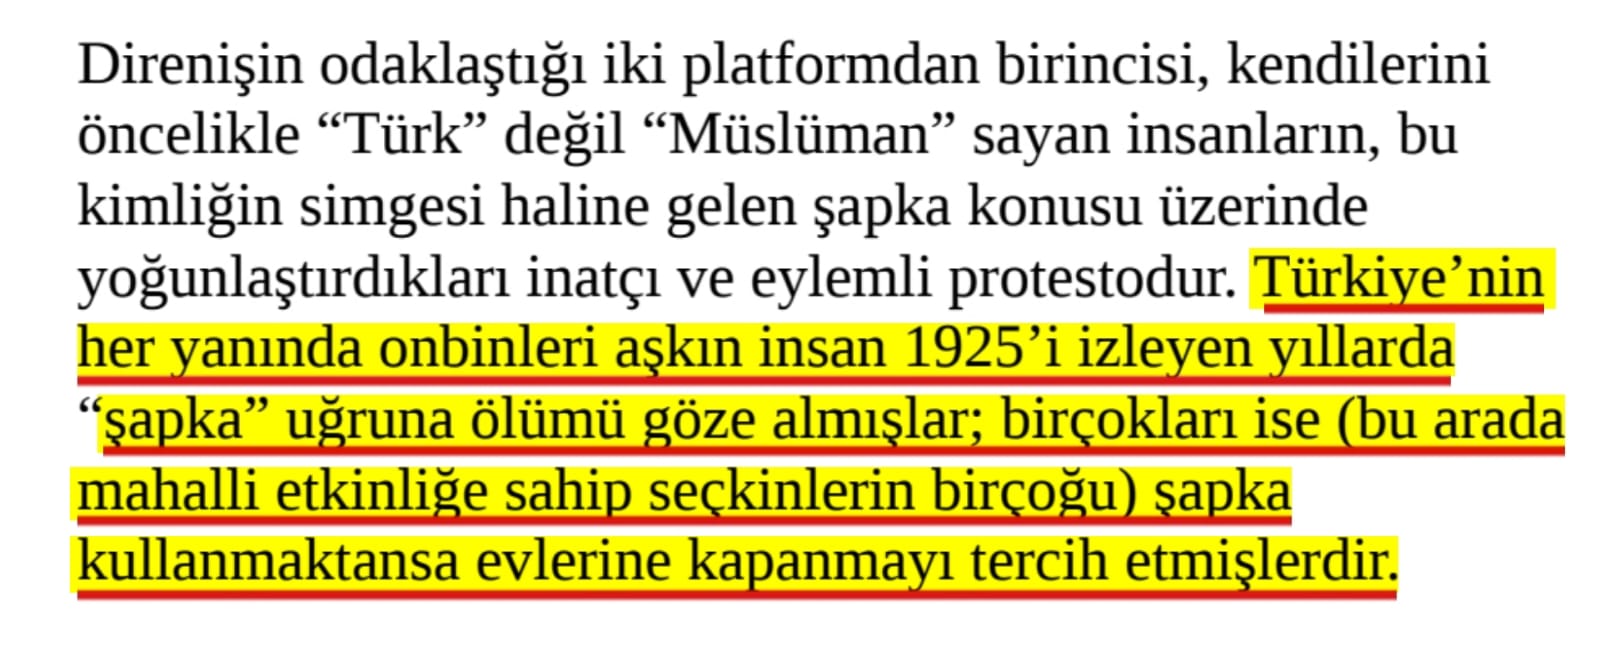 Direnişin odaklaştığı iki platformdan birincisi, kendilerini
öncelikle “Türk” değil “Müslüman” sayan insanların, bu
kimliğin simgesi haline gelen şapka konusu üzerinde
yoğunlaştırdıkları inatçı ve eylemli protestodur. Türkiye’nin
her yanında onbinleri aşkın insan 1925’i izleyen yıllarda
“şapka” uğruna ölümü göze almışlar; birçokları ise (bu arada
mahalli etkinliğe sahip seçkinlerin birçoğu) şapka
kullanmaktansa evlerine kapanmayı tercih etmişlerdir.